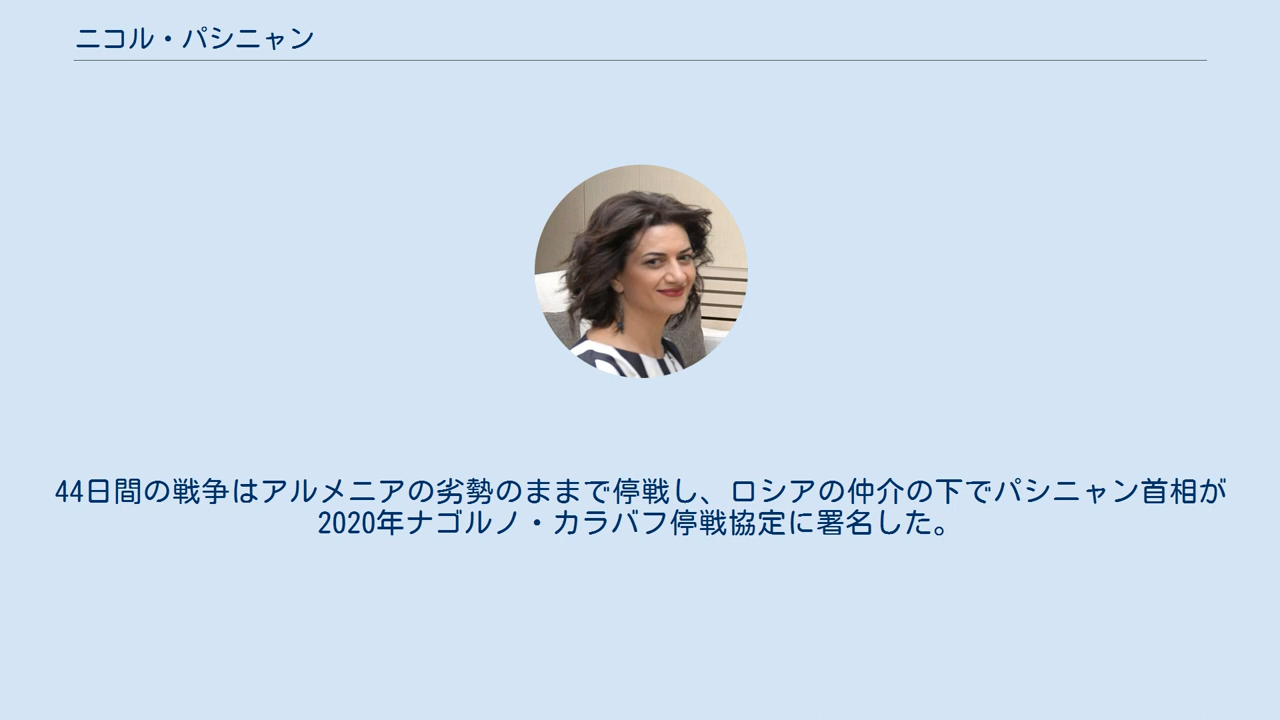 ニコル・パシニャン
44日間の戦争はアルメニアの劣勢のままで停戦し、ロシアの仲介の下でパシニャン首相が
2020年ナゴルノ・カラバフ停戦協定に署名した。